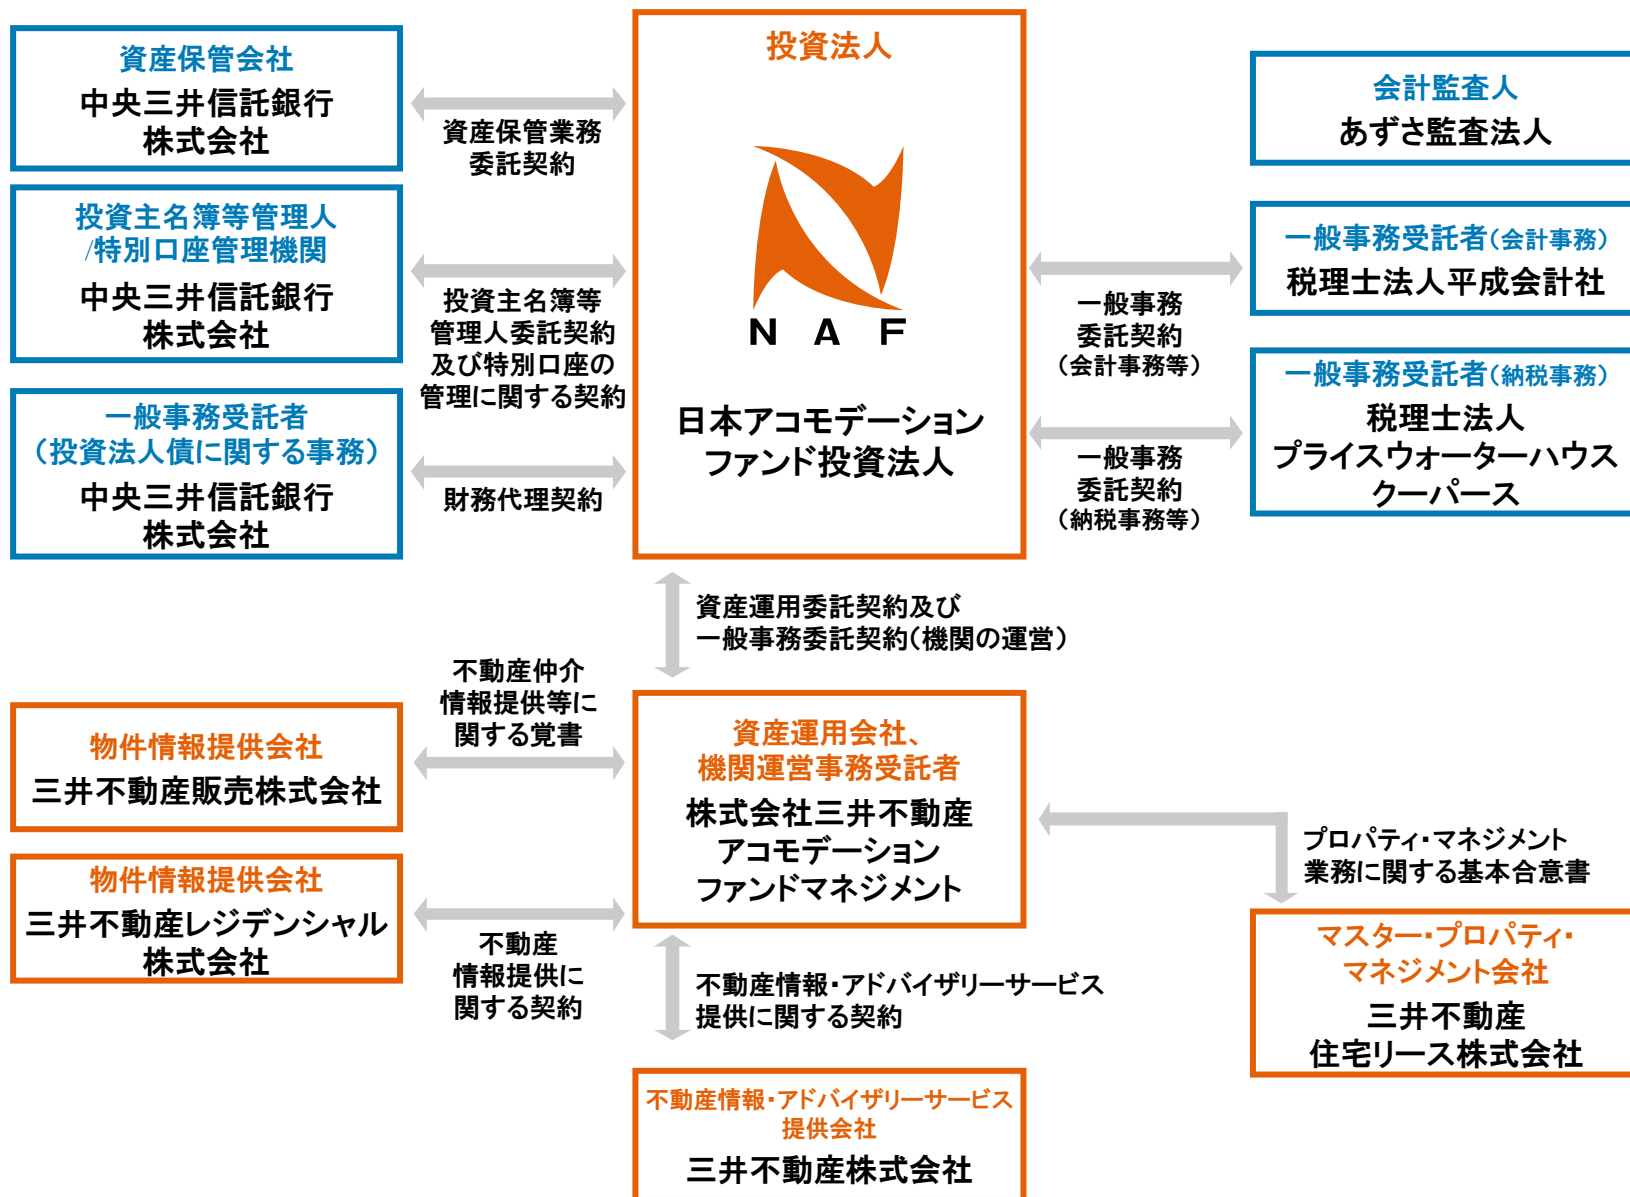 資産保管会社
中央三井信託銀行
株式会社
資産保管業務
委託契約
投資主名簿等管理人
/特別口座管理機関
中央三井信託銀行
株式会社
投資主名簿等
管理人委託契約
及び特別口座の
管理に関する契約
一般事務受託者
（投資法人債に関する事務）
中央三井信託銀行
株式会社
財務代理契約
投資法人
NAF
日本アコモデーション
ファンド投資法人
会計監査人
あずさ監査法人
一般事務受託者（会計事務）
税理士法人平成会計社
一般事務
委託契約
（会計事務等）
一般事務受託者（納税事務）
税理士法人
プライスウォーターハウス
クーパース
一般事務
委託契約
（納税事務等）
資産運用委託契約及び
一般事務委託契約（機関の運営）
不動産仲介
情報提供等に
関する覚書
物件情報提供会社
三井不動産販売株式会社
資産運用会社、
機関運営事務受託者
株式会社三井不動産
アコモデーション
ファンドマネジメント
物件情報提供会社
三井不動産レジデンシャル
株式会社
不動産
情報提供に
関する契約
プロパティ・マネジメント
業務に関する基本合意書
マスター・プロパティ・
マネジメント会社
三井不動産
住宅リース株式会社
不動産情報・アドバイザリーサービス
提供に関する契約
不動産情報・アドバイザリーサービス
提供会社
三井不動産株式会社